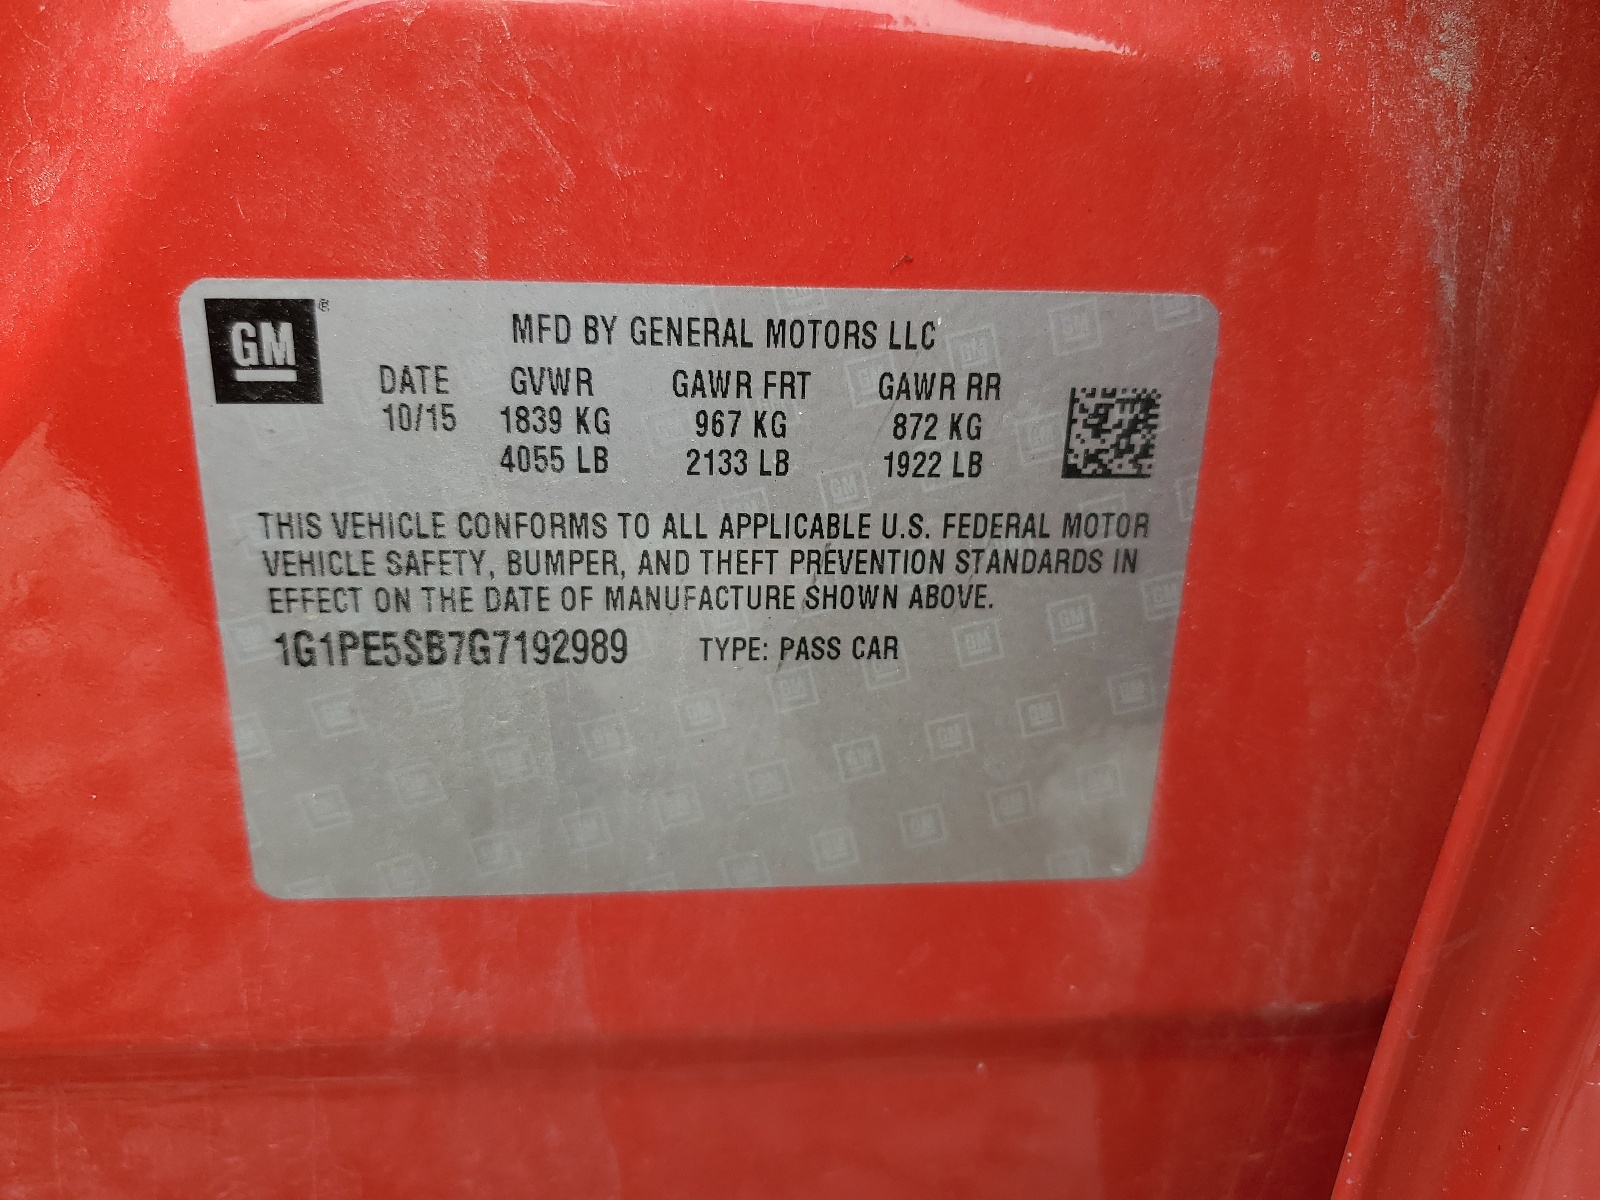 GM
MFD BY GENERAL MOTORS LLC
DATE GVWR GAWR FRT GAWR RR
10/15 1839 KG 967 KG 872 KG
4055 LB 2133 LB 1922 LB
THIS VEHICLE CONFORMS TO ALL APPLICABLE U.S. FEDERAL MOTOR
VEHICLE SAFETY, BUMPER, AND THEFT PREVENTION STANDARDS IN
EFFECT ON THE DATE OF MANUFACTURE SHOWN ABOVE.
1G1PE5SB7G7192989 TYPE: PASS CAR